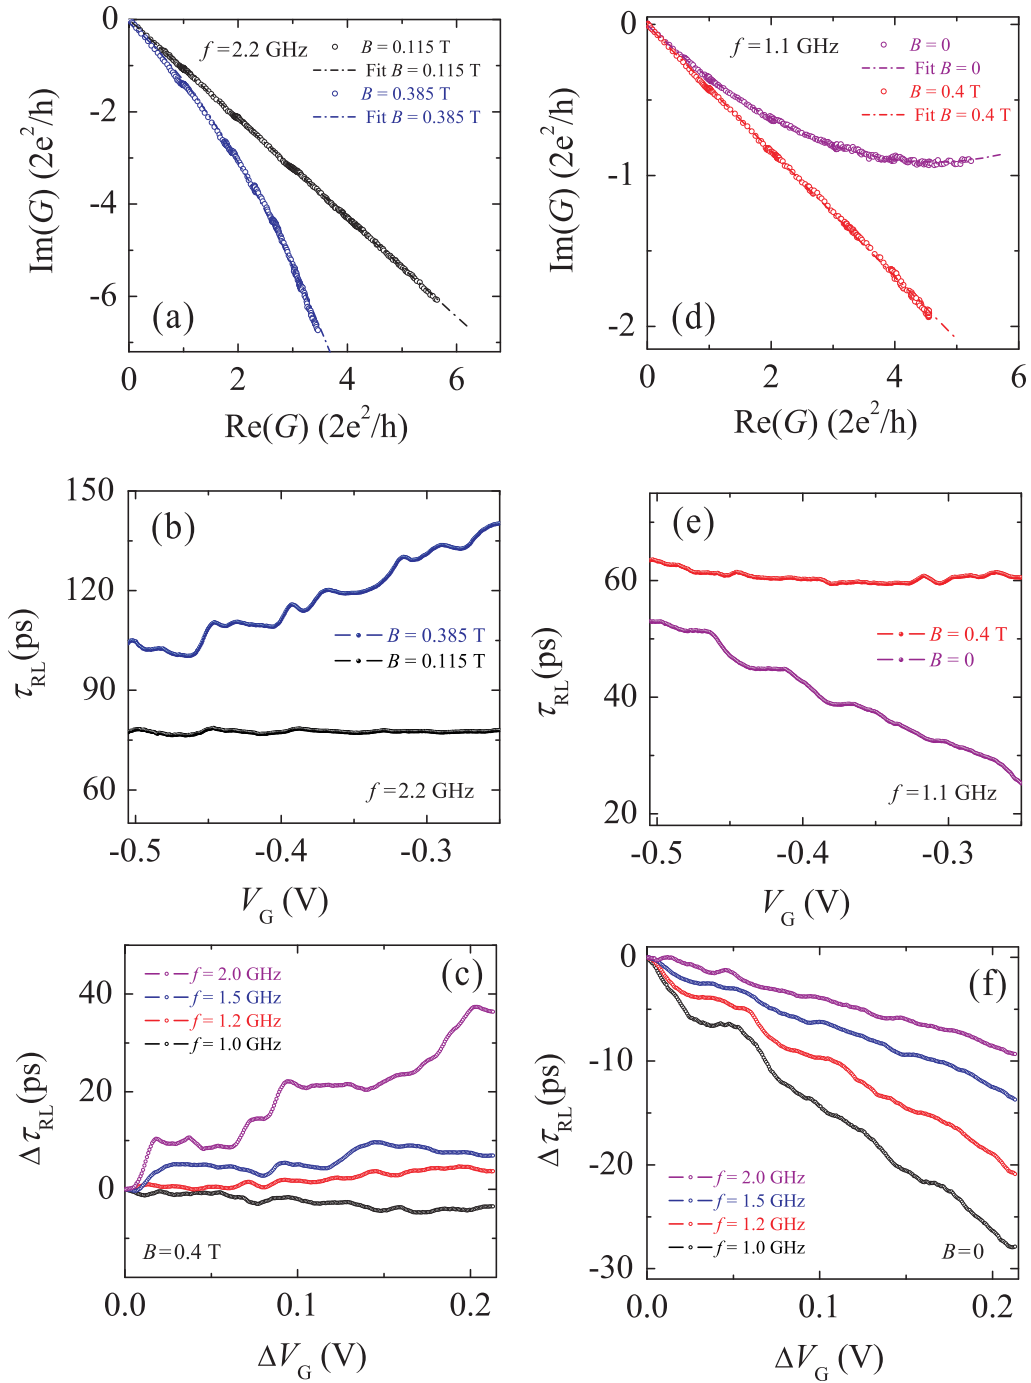 f = 2.2 GHz
B = 0.115 T
Fit B = 0.115 T
B = 0.385 T
Fit B = 0.385 T
0
-2
-4
-6
Im(G) (2e²/h)
(a)
0 2 4 6
Re(G) (2e²/h)
f = 1.1 GHz
B = 0
Fit B = 0
B = 0.4 T
Fit B = 0.4 T
0
-1
-2
Im(G) (2e²/h)
(d)
0 2 4 6
Re(G) (2e²/h)
150
120
90
60
τRL(ps)
(b)
B = 0.385 T
B = 0.115 T
f = 2.2 GHz
-0.5 -0.4 -0.3
VG (V)
80
60
40
20
τRL(ps)
(e)
B = 0.4 T
B = 0
f = 1.1 GHz
-0.5 -0.4 -0.3
VG (V)
40
20
0
Δ τRL(ps)
(c)
f = 2.0 GHz
f = 1.5 GHz
f = 1.2 GHz
f = 1.0 GHz
B = 0.4 T
0.0 0.1 0.2
ΔVG (V)
0
-10
-20
-30
Δ τRL(ps)
(f)
f = 2.0 GHz
f = 1.5 GHz
f = 1.2 GHz
f = 1.0 GHz
B = 0
0.0 0.1 0.2
ΔVG (V)